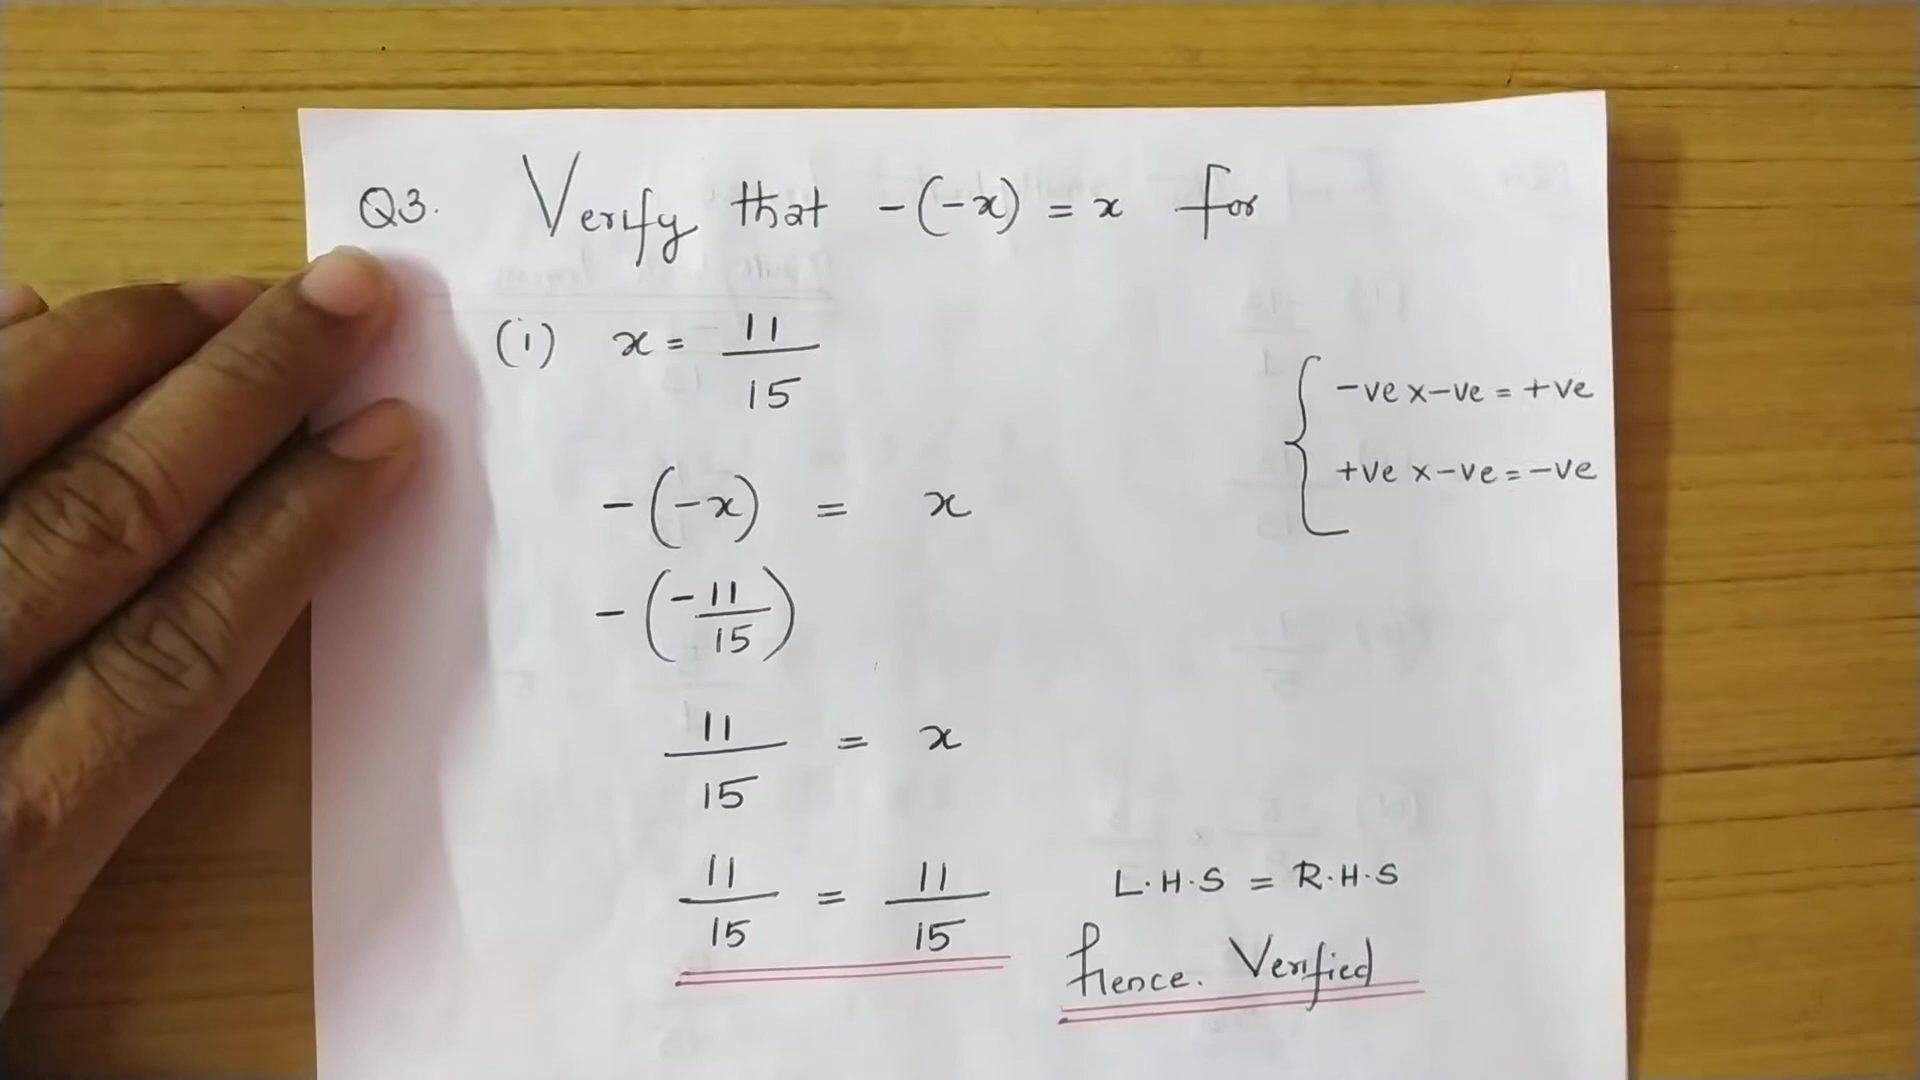 Q3. Verify that -(-x) = x for
(i) x = 11/15
-ve x -ve = +ve
+ve x -ve = -ve
-(-x) = x
-(-11/15)
11/15 = x
11/15 = 11/15
L.H.S = R.H.S
hence. Verified